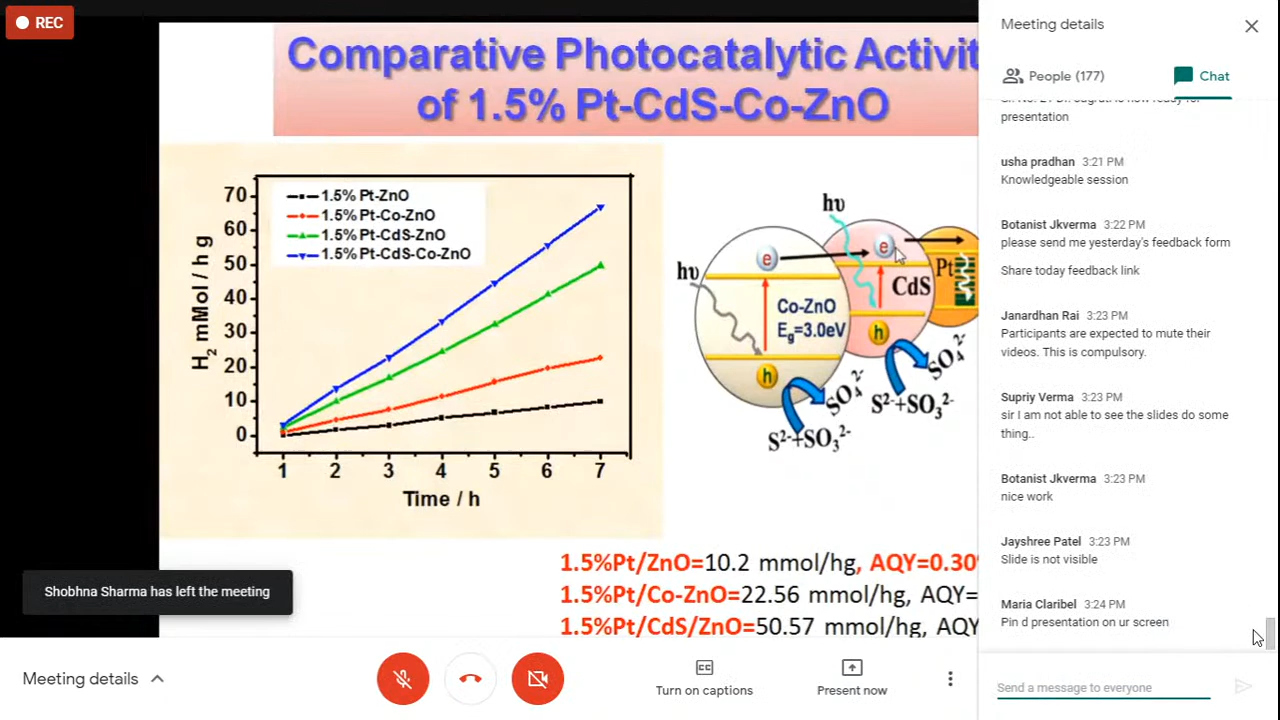 REC
Comparative Photocatalytic Activit
of 1.5% Pt-CdS-Co-ZnO
H2 mMol / h g
70
60
50
40
30
20
10
0
1.5% Pt-ZnO
1.5% Pt-Co-ZnO
1.5% Pt-CdS-ZnO
1.5% Pt-CdS-Co-ZnO
1 2 3 4 5 6 7
Time / h
hυ
hυ
e
e
Pt
CdS
Co-ZnO
Eg=3.0eV
h
h
SO₄²⁻
SO₄²⁻
S²⁻+SO₃²⁻
S²⁻+SO₃²⁻
1.5%Pt/ZnO=10.2 mmol/hg, AQY=0.30
1.5%Pt/Co-ZnO=22.56 mmol/hg, AQY=
1.5%Pt/CdS/ZnO=50.57 mmol/hg, AQY
Shobhna Sharma has left the meeting
Meeting details
Turn on captions
Present now
Meeting details
People (177)
Chat
presentation
usha pradhan 3:21 PM
Knowledgeable session
Botanist Jkverma 3:22 PM
please send me yesterday's feedback form
Share today feedback link
Janardhan Rai 3:23 PM
Participants are expected to mute their
videos. This is compulsory.
Supriy Verma 3:23 PM
sir I am not able to see the slides do some
thing..
Botanist Jkverma 3:23 PM
nice work
Jayshree Patel 3:23 PM
Slide is not visible
Maria Claribel 3:24 PM
Pin d presentation on ur screen
Send a message to everyone